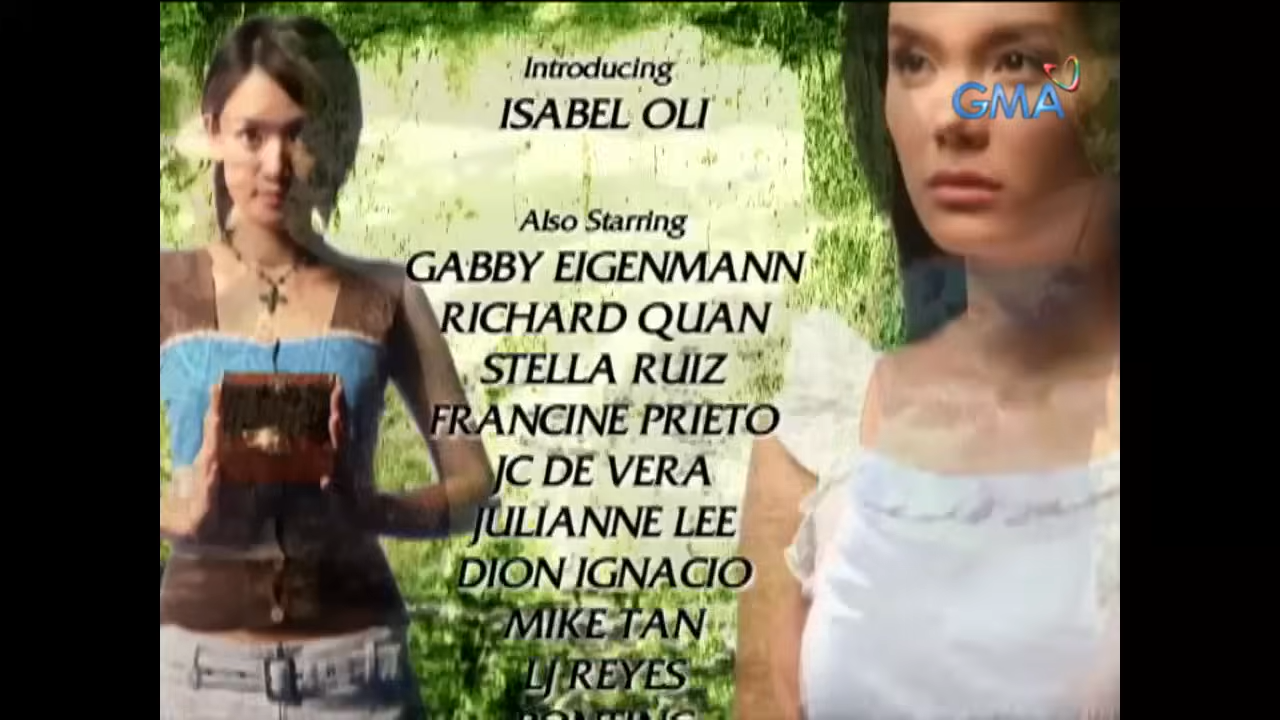 Introducing
ISABEL OLI
GMA
Also Starring
GABBY EIGENMANN
RICHARD QUAN
STELLA RUIZ
FRANCINE PRIETO
JC DE VERA
JULIANNE LEE
DION IGNACIO
MIKE TAN
LJ REYES